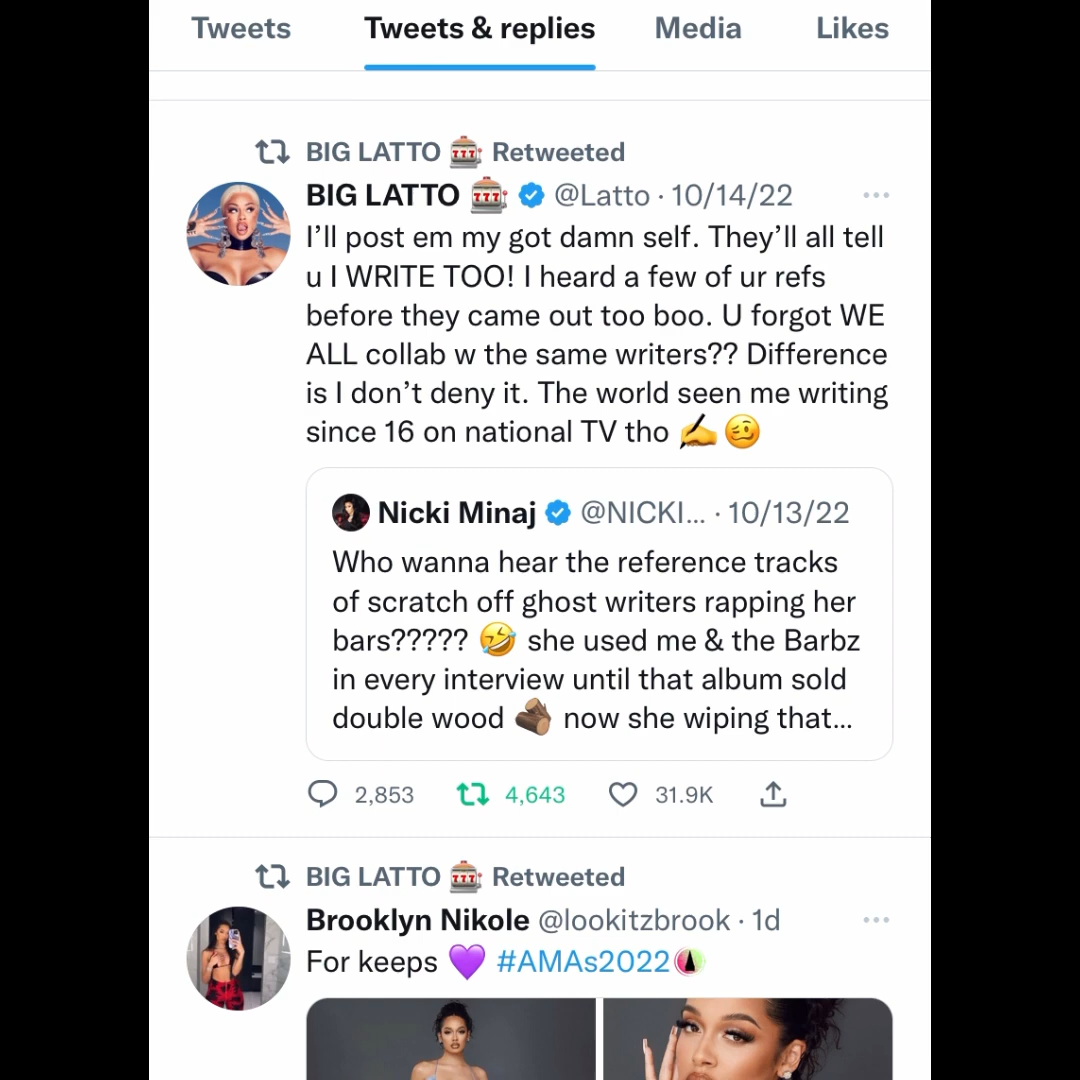 Tweets Tweets & replies Media Likes
BIG LATTO 🎰 Retweeted
BIG LATTO 🎰 @Latto · 10/14/22
I’ll post em my got damn self. They’ll all tell
u I WRITE TOO! I heard a few of ur refs
before they came out too boo. U forgot WE
ALL collab w the same writers?? Difference
is I don’t deny it. The world seen me writing
since 16 on national TV tho ✍️🥴
Nicki Minaj @NICKI... · 10/13/22
Who wanna hear the reference tracks
of scratch off ghost writers rapping her
bars????? 🤣 she used me & the Barbz
in every interview until that album sold
double wood 🪵 now she wiping that...
2,853 4,643 31.9K
BIG LATTO 🎰 Retweeted
Brooklyn Nikole @lookitzbrook · 1d
For keeps 💜 #AMAs2022